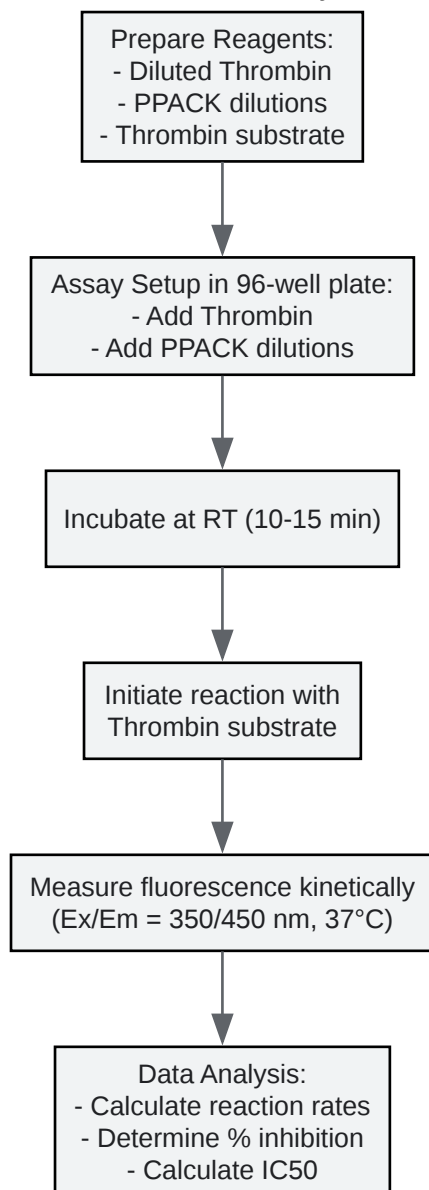 Prepare Reagents:
- Diluted Thrombin
- PPACK dilutions
- Thrombin substrate
Assay Setup in 96-well plate:
- Add Thrombin
- Add PPACK dilutions
Incubate at RT (10-15 min)
Initiate reaction with
Thrombin substrate
Measure fluorescence kinetically
(Ex/Em = 350/450 nm, 37°C)
Data Analysis:
- Calculate reaction rates
- Determine % inhibition
- Calculate IC50